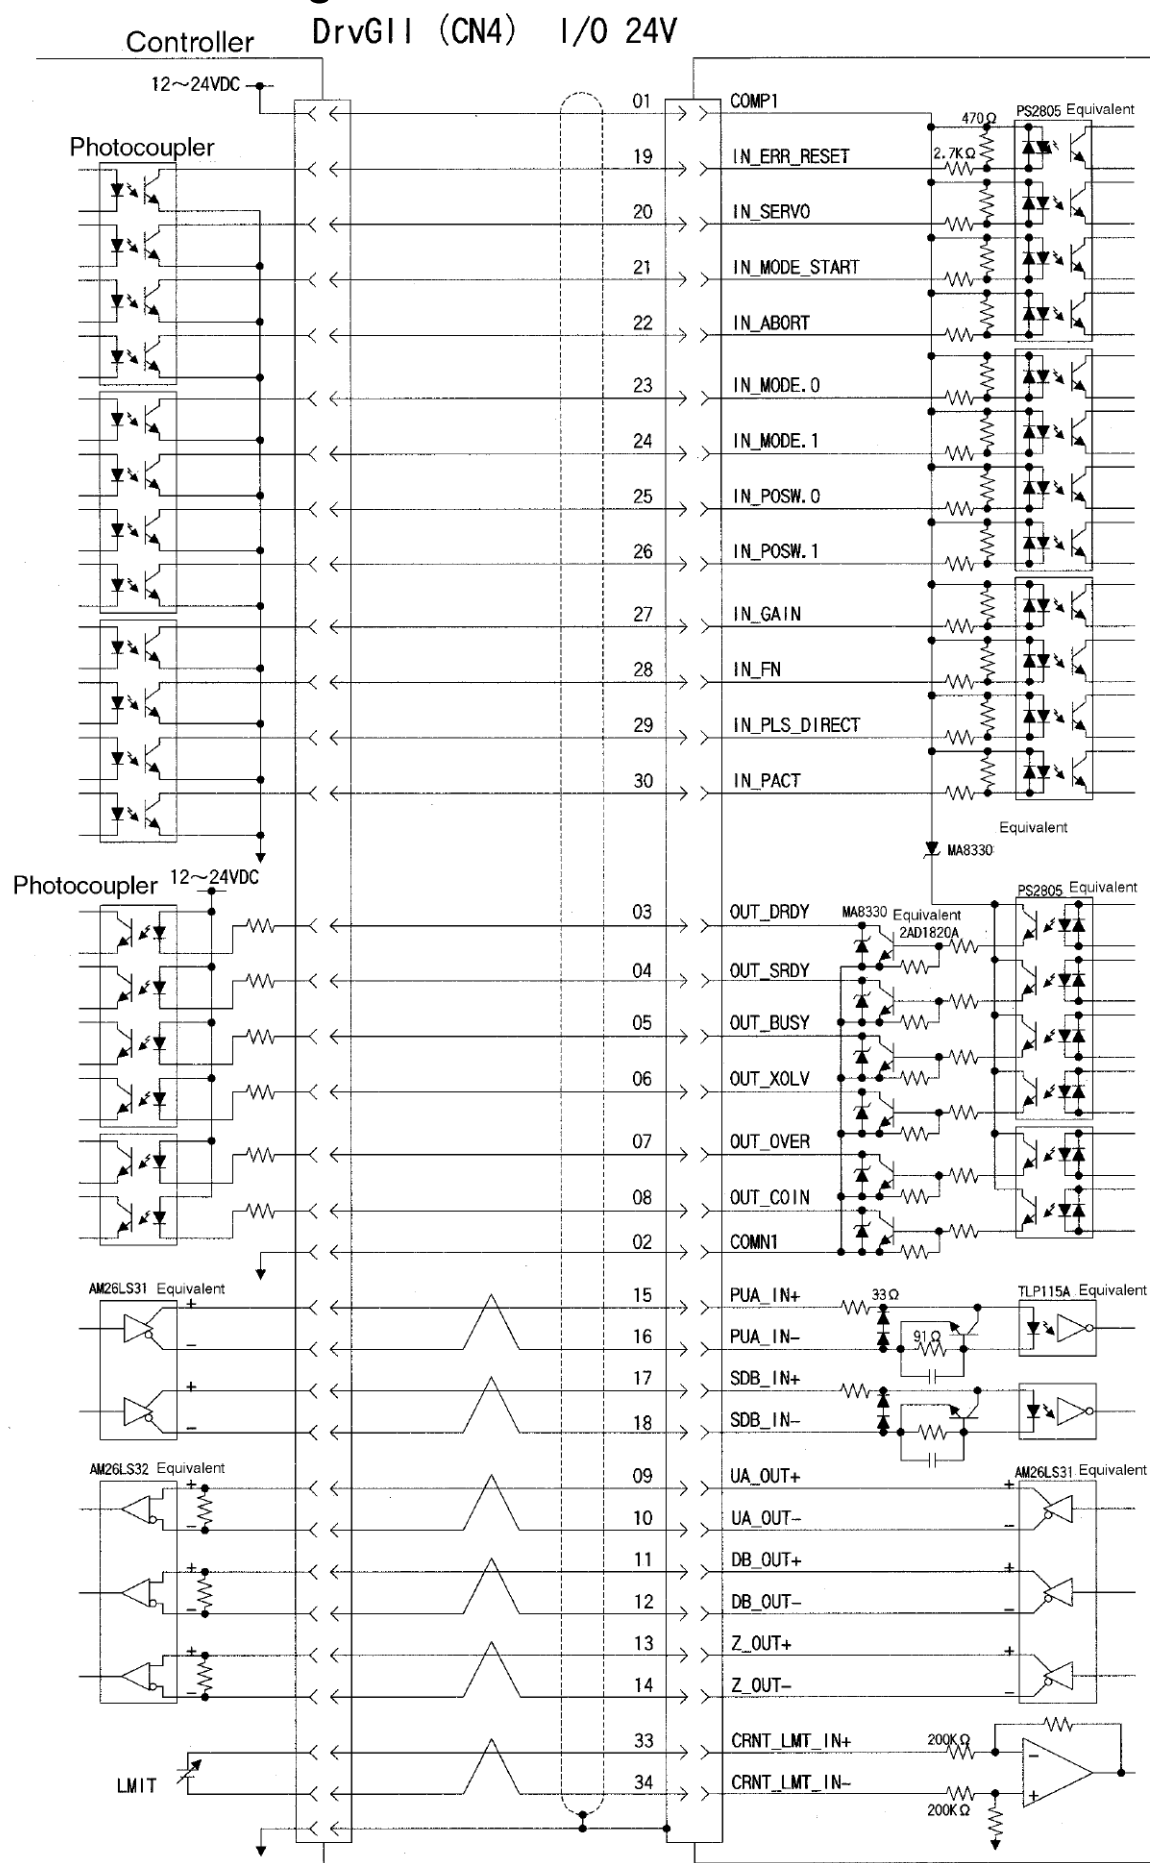 DrvGII (CN4) I/O 24V
Controller
12～24VDC
01 COMP1
470Ω PS2805 Equivalent
Photocoupler
19 IN_ERR_RESET 2.7KΩ
20 IN_SERVO
21 IN_MODE_START
22 IN_ABORT
23 IN_MODE.0
24 IN_MODE.1
25 IN_POSW.0
26 IN_POSW.1
27 IN_GAIN
28 IN_FN
29 IN_PLS_DIRECT
30 IN_PACT
Equivalent
MA8330
Photocoupler 12～24VDC
PS2805 Equivalent
03 OUT_DRDY MA8330 Equivalent
2AD1820A
04 OUT_SRDY
05 OUT_BUSY
06 OUT_XOLV
07 OUT_OVER
08 OUT_COIN
02 COMN1
AM26LS31 Equivalent
+ 15 PUA_IN+ 33Ω TLP115A Equivalent
- 16 PUA_IN- 91Ω
+ 17 SDB_IN+
- 18 SDB_IN-
AM26LS32 Equivalent
AM26LS31 Equivalent
+ 09 UA_OUT+ +
- 10 UA_OUT- -
+ 11 DB_OUT+ +
- 12 DB_OUT- -
+ 13 Z_OUT+ +
- 14 Z_OUT- -
33 CRNT_LMT_IN+ 200KΩ -
LMIT
34 CRNT_LMT_IN- 200KΩ +